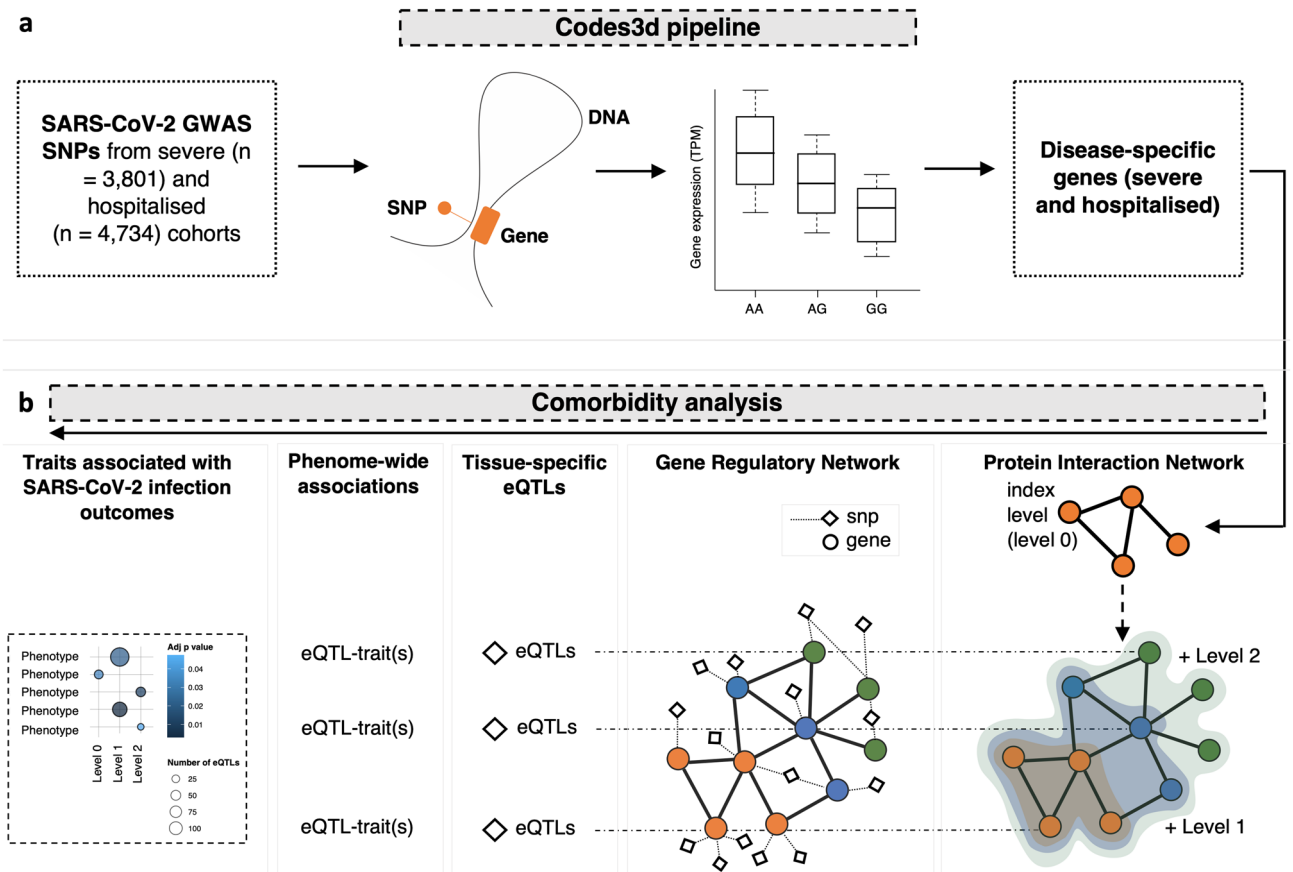 a
Codes3d pipeline
SARS-CoV-2 GWAS
SNPs from severe (n
= 3,801) and
hospitalised
(n = 4,734) cohorts
DNA
SNP
Gene
Gene expression (TPM)
AA
AG
GG
Disease-specific
genes (severe
and hospitalised)
b
Comorbidity analysis
Traits associated with
SARS-CoV-2 infection
outcomes
Phenome-wide
associations
Tissue-specific
eQTLs
Gene Regulatory Network
Protein Interaction Network
snp
gene
index
level
(level 0)
Phenotype
Phenotype
Phenotype
Phenotype
Phenotype
Level 0
Level 1
Level 2
Adj p value
0.04
0.03
0.02
0.01
Number of eQTLs
25
50
75
100
eQTL-trait(s)
eQTLs
+ Level 2
eQTL-trait(s)
eQTLs
eQTL-trait(s)
eQTLs
+ Level 1